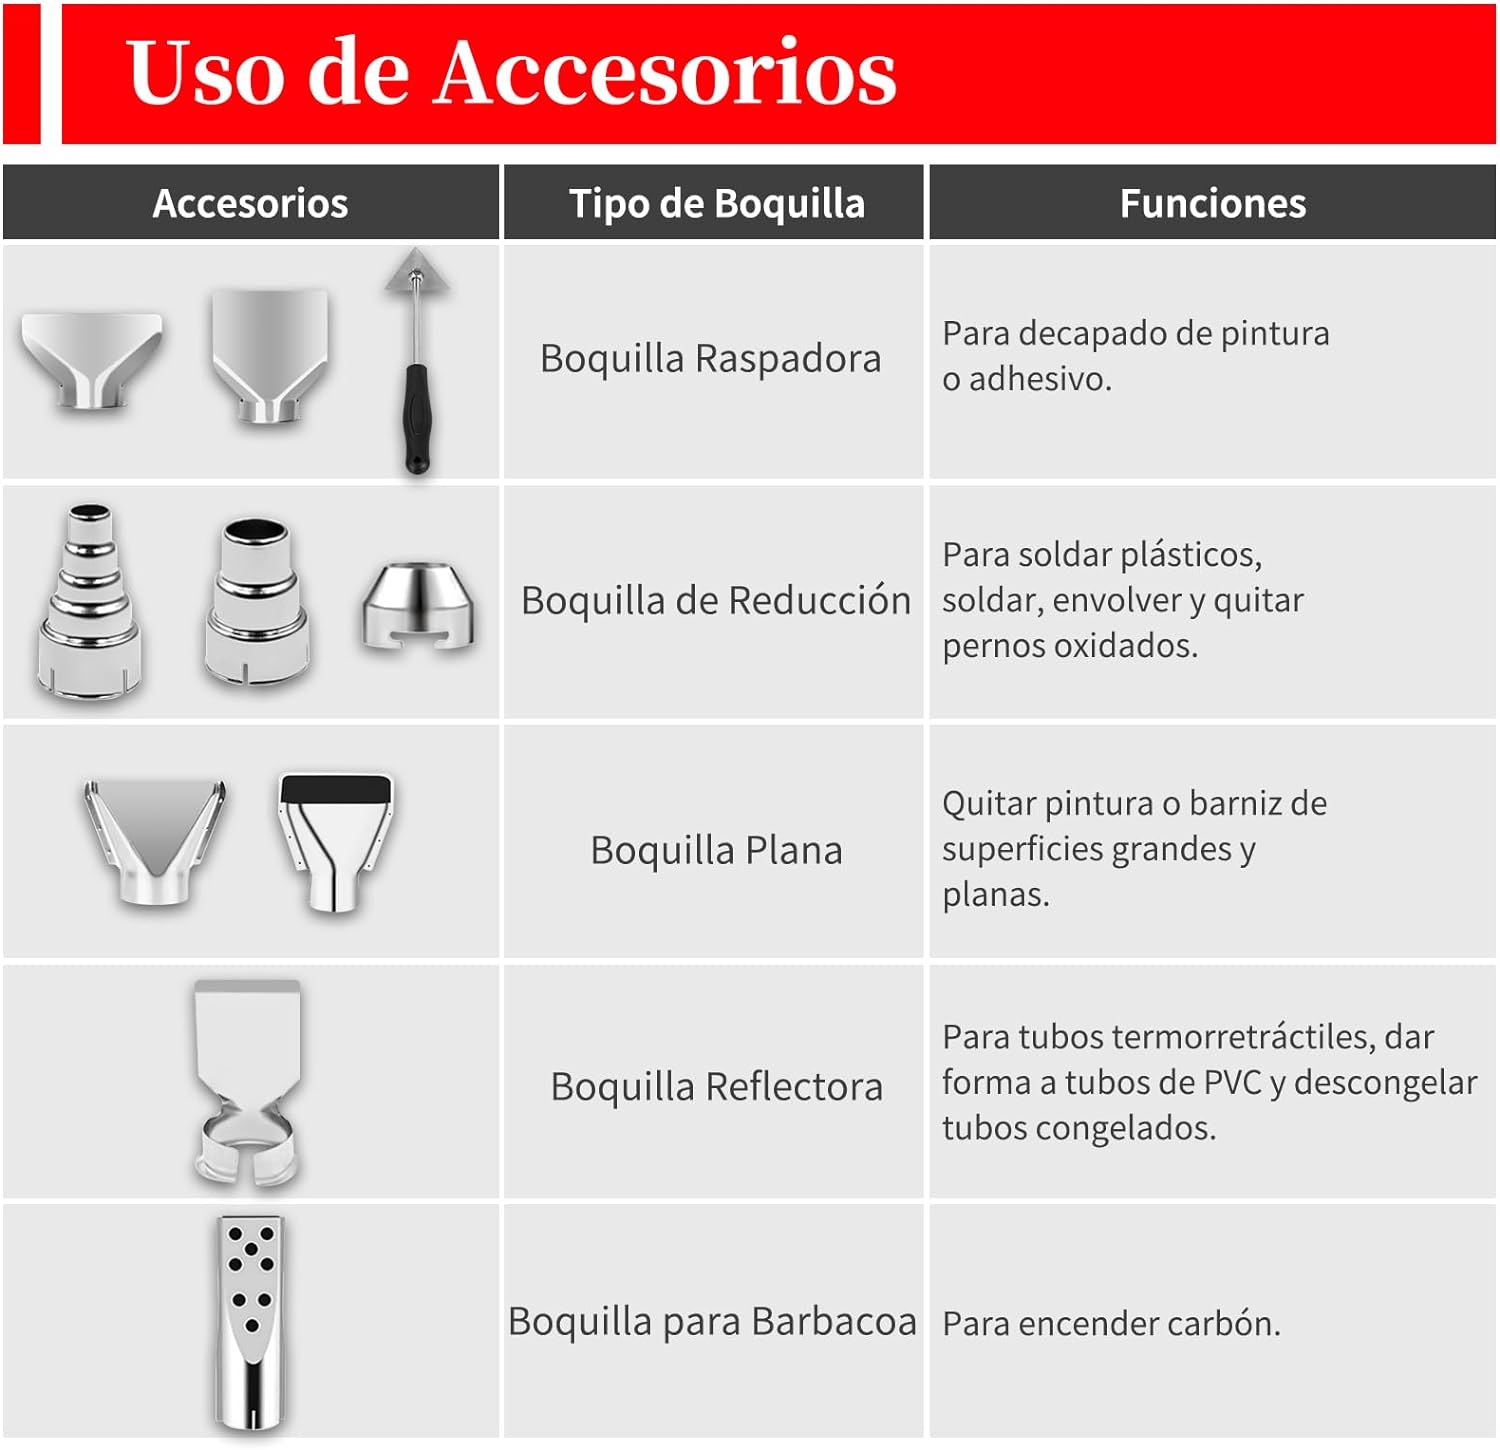 Uso de Accesorios
Accesorios
Tipo de Boquilla
Funciones
Boquilla Raspadora
Para decapado de pintura
o adhesivo.
Boquilla de Reducción
Para soldar plásticos,
soldar, envolver y quitar
pernos oxidados.
Boquilla Plana
Quitar pintura o barniz de
superficies grandes y
planas.
Boquilla Reflectora
Para tubos termorretráctiles, dar
forma a tubos de PVC y descongelar
tubos congelados.
Boquilla para Barbacoa
Para encender carbón.